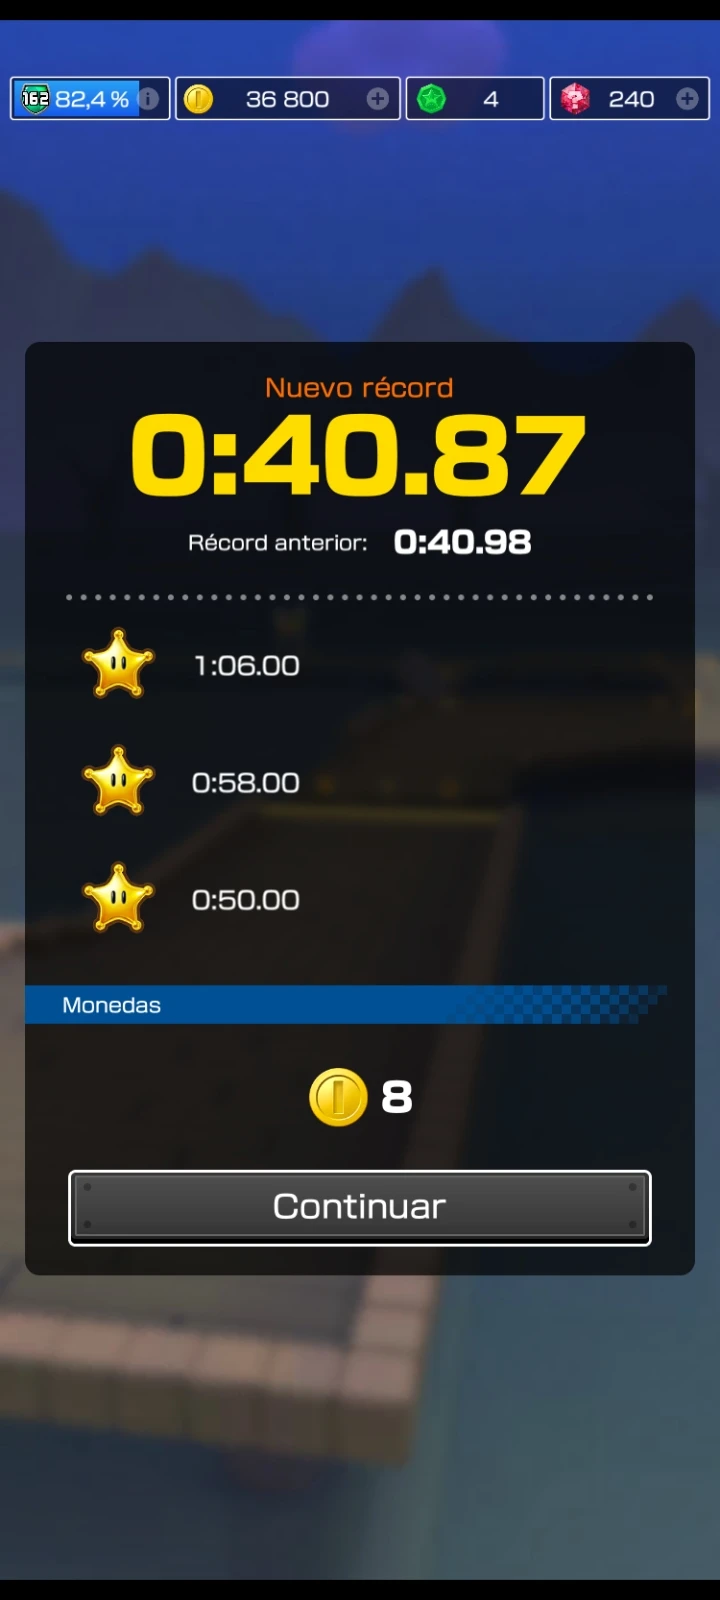 162 82,4 % i 36 800 + 4 240 +
Nuevo récord
0:40.87
Récord anterior: 0:40.98
1:06.00
0:58.00
0:50.00
Monedas
8
Continuar